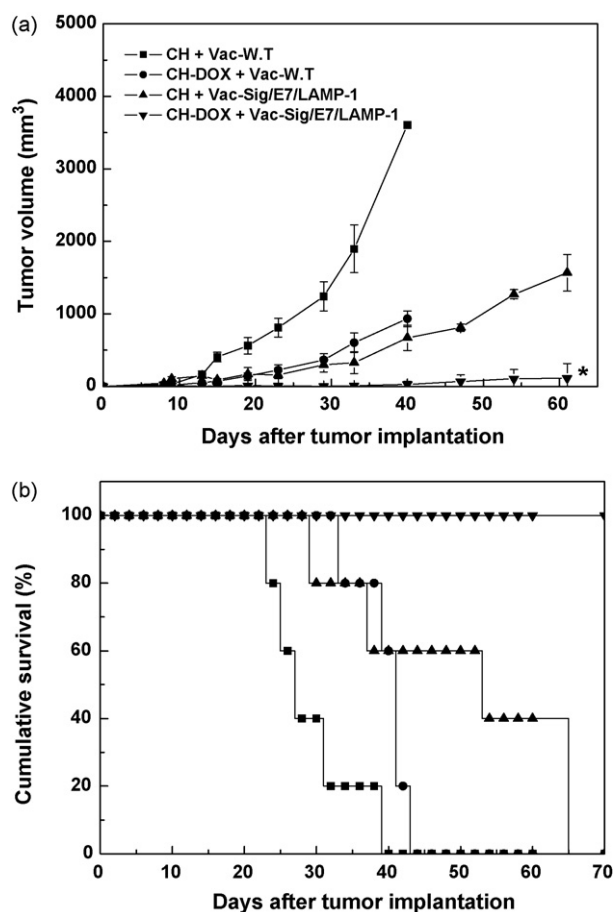 (a)
5000
4000
3000
2000
1000
0
Tumor volume (mm³)
CH + Vac-W.T
CH-DOX + Vac-W.T
CH + Vac-Sig/E7/LAMP-1
CH-DOX + Vac-Sig/E7/LAMP-1
*
0 10 20 30 40 50 60
Days after tumor implantation
(b)
100
80
60
40
20
0
Cumulative survival (%)
0 10 20 30 40 50 60 70
Days after tumor implantation